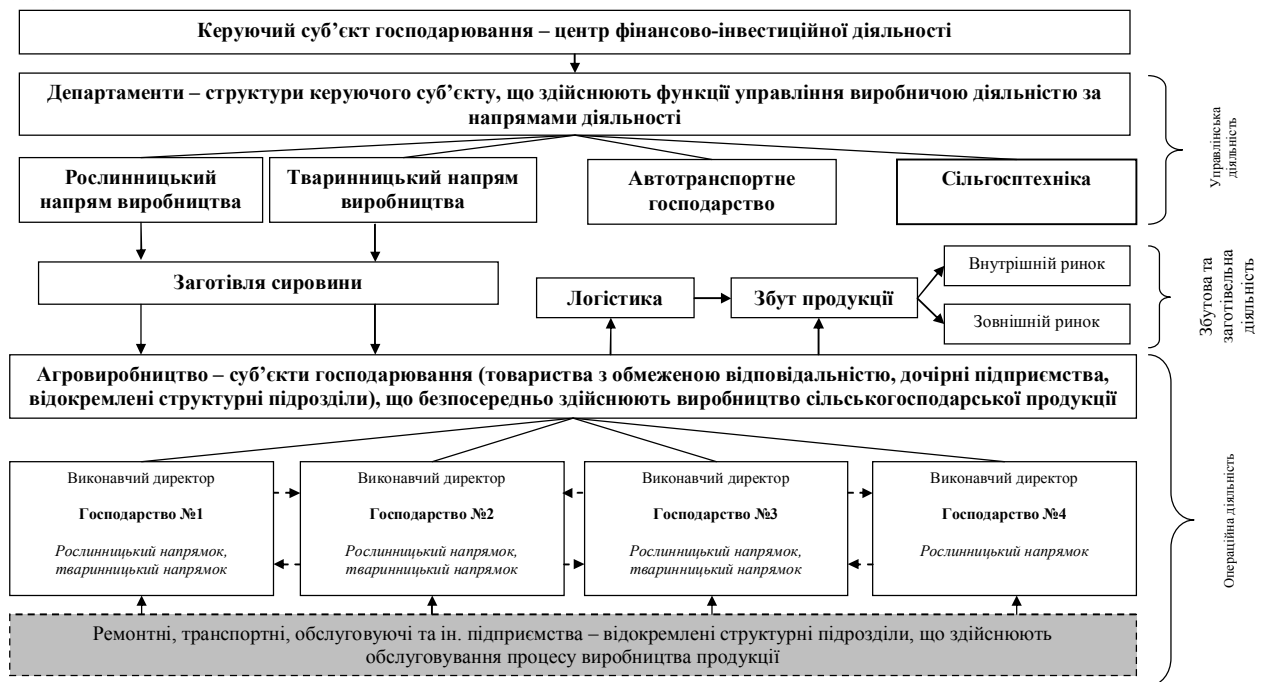 Керуючий суб’єкт господарювання – центр фінансово-інвестиційної діяльності
Департаменти – структури керуючого суб’єкту, що здійснюють функції управління виробничою діяльністю за
напрямами діяльності
Рослинницький
напрям виробництва
Тваринницький напрям
виробництва
Автотранспортне
господарство
Сільгосптехніка
Управлінська
діяльність
Заготівля сировини
Логістика
Збут продукції
Внутрішній ринок
Зовнішній ринок
Збутова та
заготівельна
діяльність
Агровиробництво – суб’єкти господарювання (товариства з обмеженою відповідальністю, дочірні підприємства,
відокремлені структурні підрозділи), що безпосередньо здійснюють виробництво сільськогосподарської продукції
Виконавчий директор
Господарство №1
Рослинницький напрямок,
тваринницький напрямок
Виконавчий директор
Господарство №2
Рослинницький напрямок,
тваринницький напрямок
Виконавчий директор
Господарство №3
Рослинницький напрямок,
тваринницький напрямок
Виконавчий директор
Господарство №4
Рослинницький напрямок
Операційна діяльність
Ремонтні, транспортні, обслуговуючі та ін. підприємства – відокремлені структурні підрозділи, що здійснюють
обслуговування процесу виробництва продукції